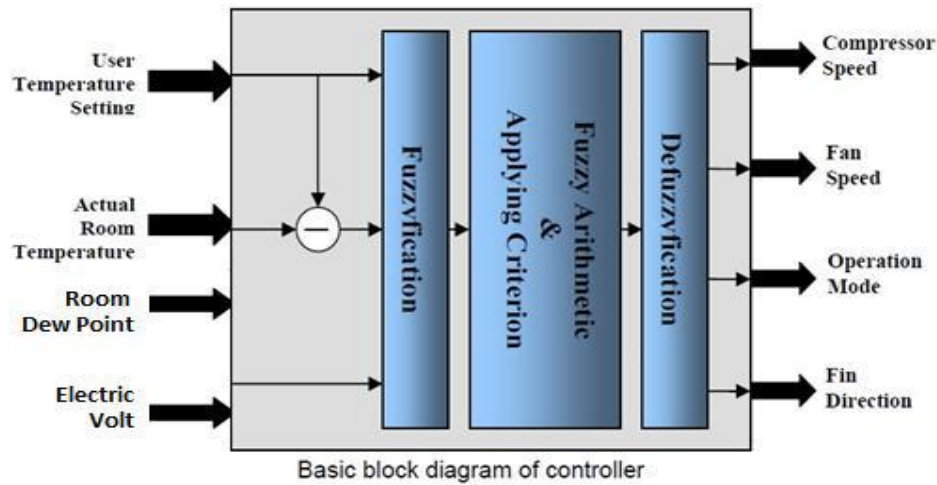 User
Temperature
Setting
Actual
Room
Temperature
Room
Dew Point
Electric
Volt
Fuzzyfication
Fuzzy Arithmetic
&
Applying Criterion
Defuzzyfication
Compressor
Speed
Fan
Speed
Operation
Mode
Fin
Direction
Basic block diagram of controller